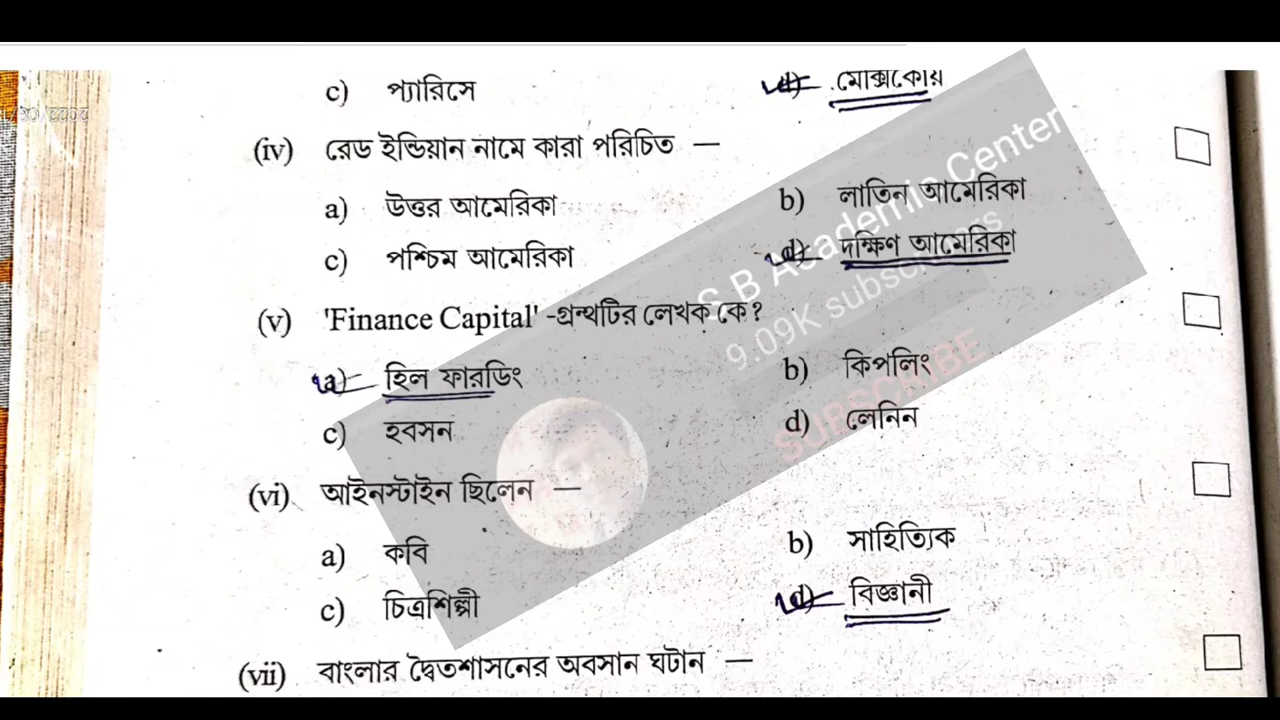 c) প্যারিসে d) মোক্সকোয়
(iv) রেড ইন্ডিয়ান নামে কারা পরিচিত —
a) উত্তর আমেরিকা b) লাতিন আমেরিকা
c) পশ্চিম আমেরিকা d) দক্ষিণ আমেরিকা
(v) 'Finance Capital' -গ্রন্থটির লেখক কে?
a) হিল ফারডিং b) কিপলিং
c) হবসন d) লেনিন
(vi) আইনস্টাইন ছিলেন —
a) কবি b) সাহিত্যিক
c) চিত্রশিল্পী d) বিজ্ঞানী
(vii) বাংলার দ্বৈতশাসনের অবসান ঘটান —
S B Academic Center
9.09K subscribers
SUBSCRIBE